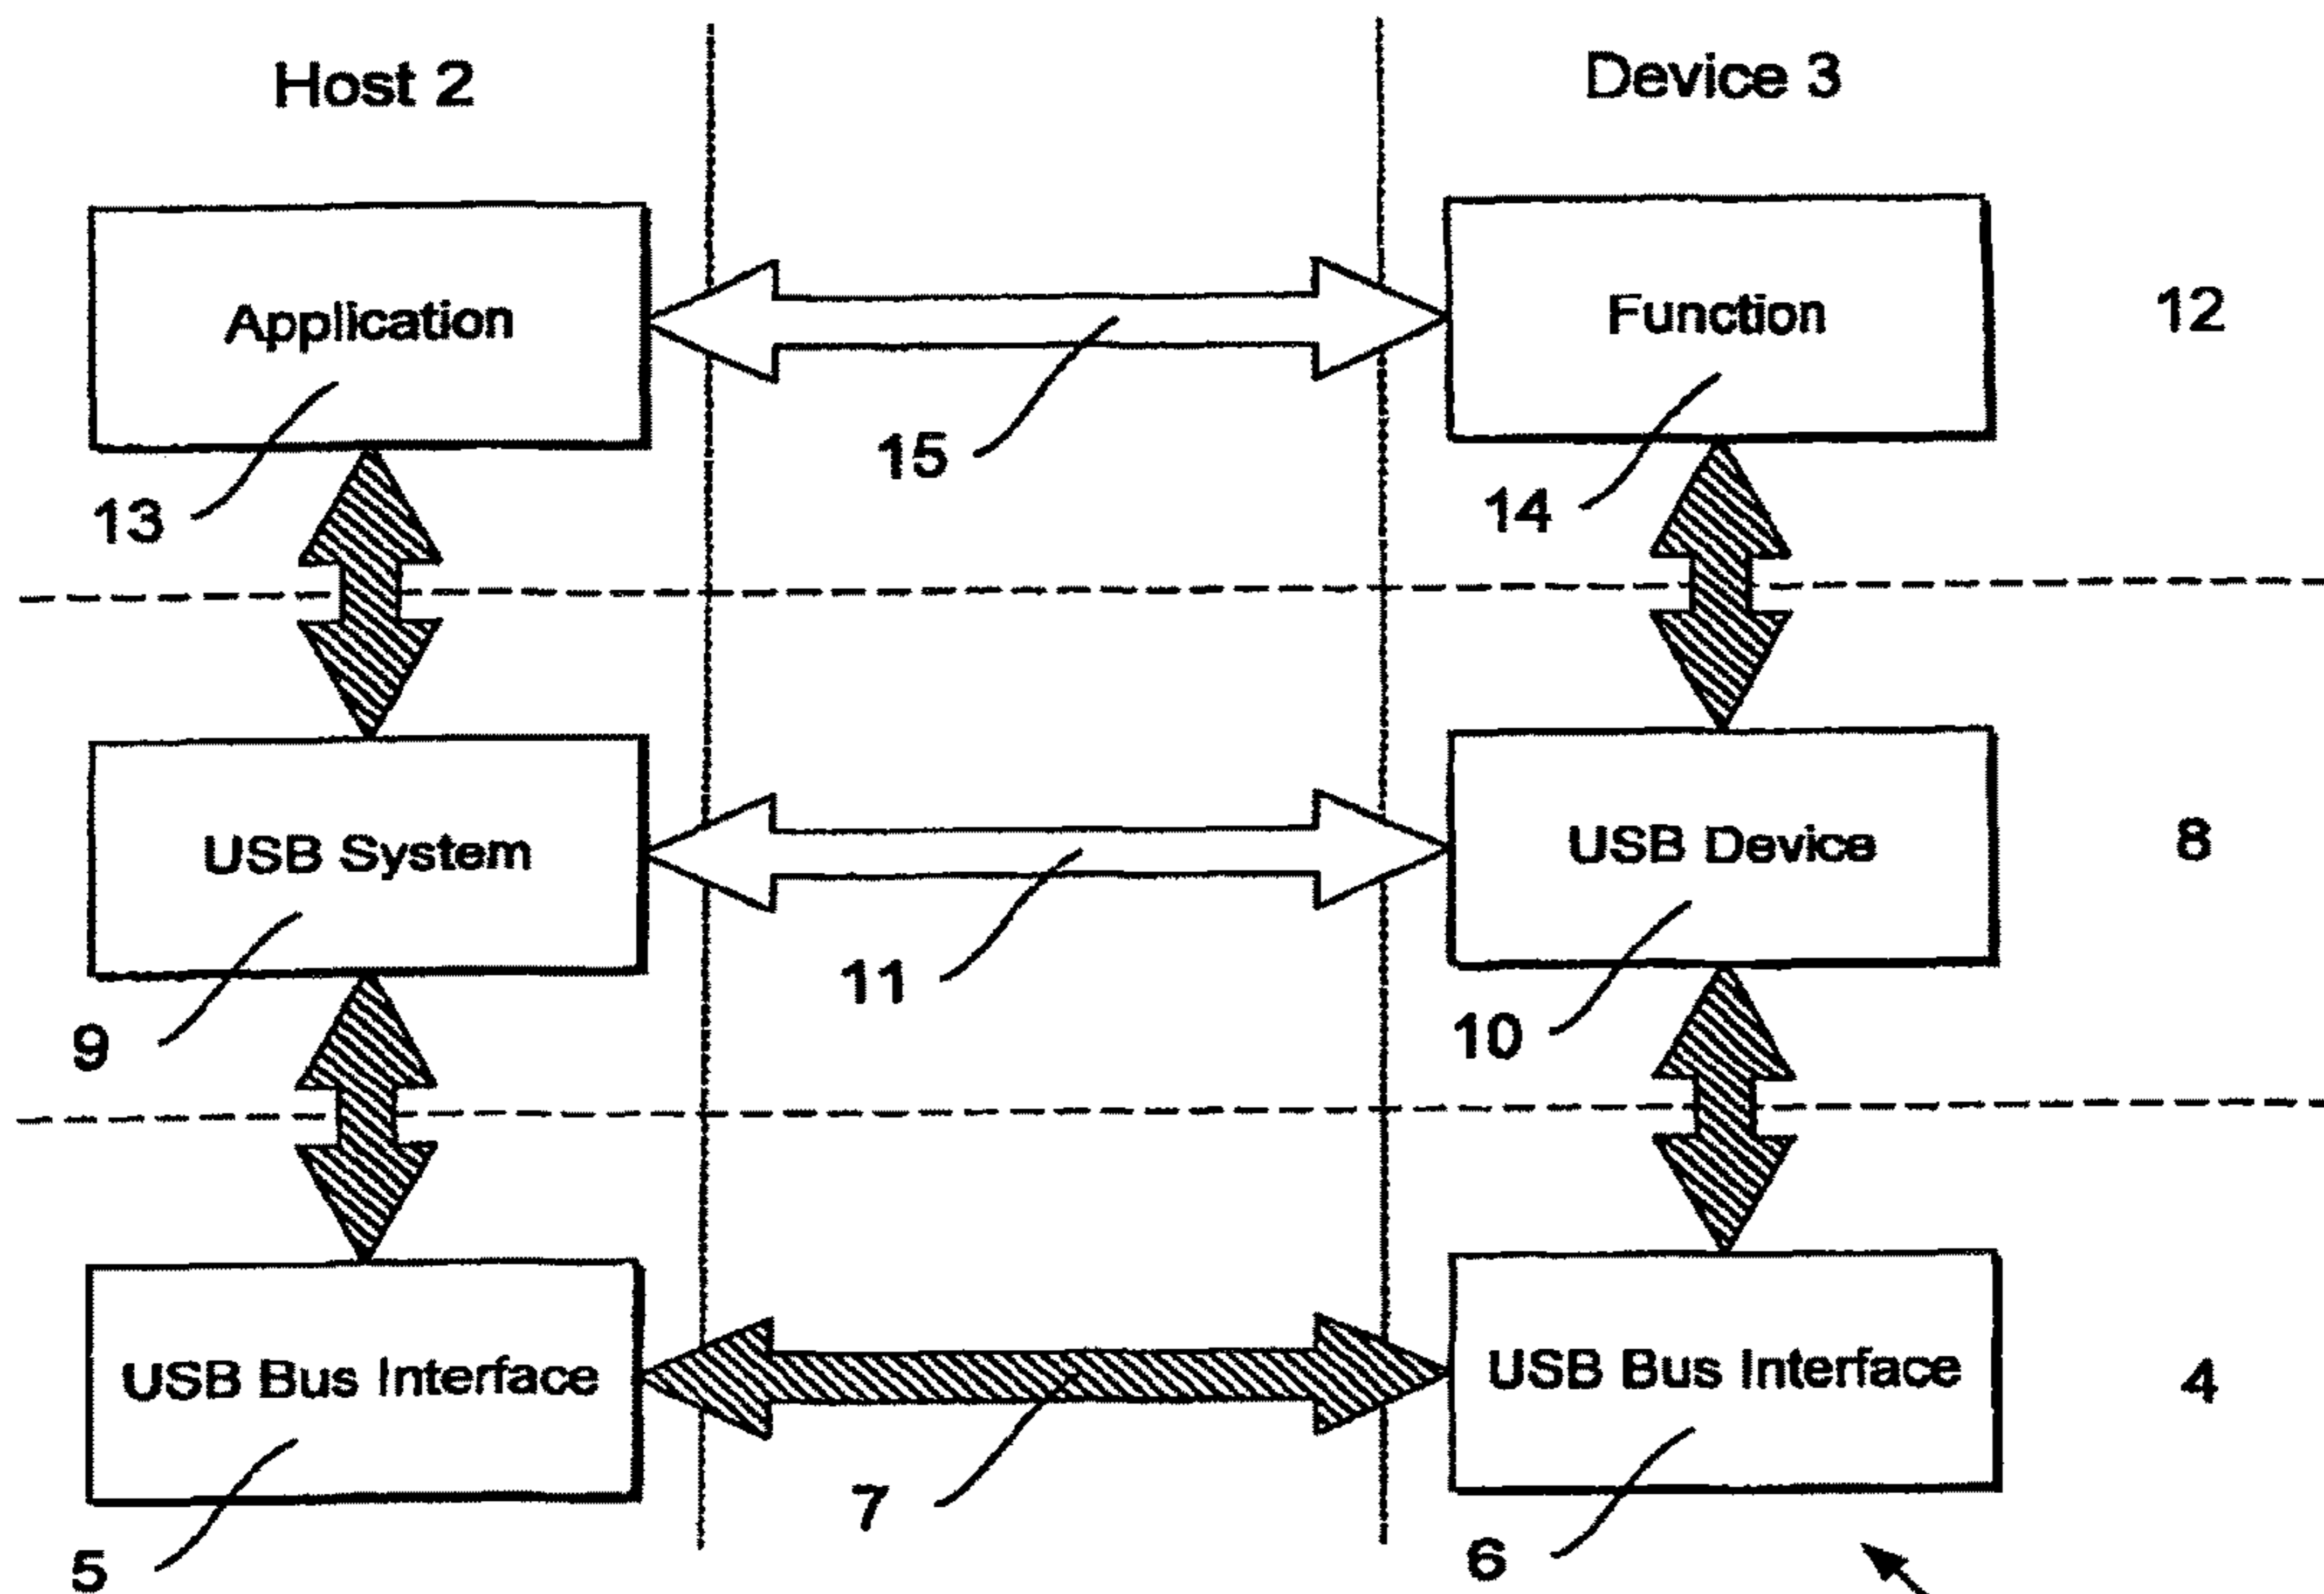 Host 2
Device 3
Application
Function
12
15
13
14
USB System
USB Device
8
11
9
10
USB Bus Interface
USB Bus Interface
4
7
5
6